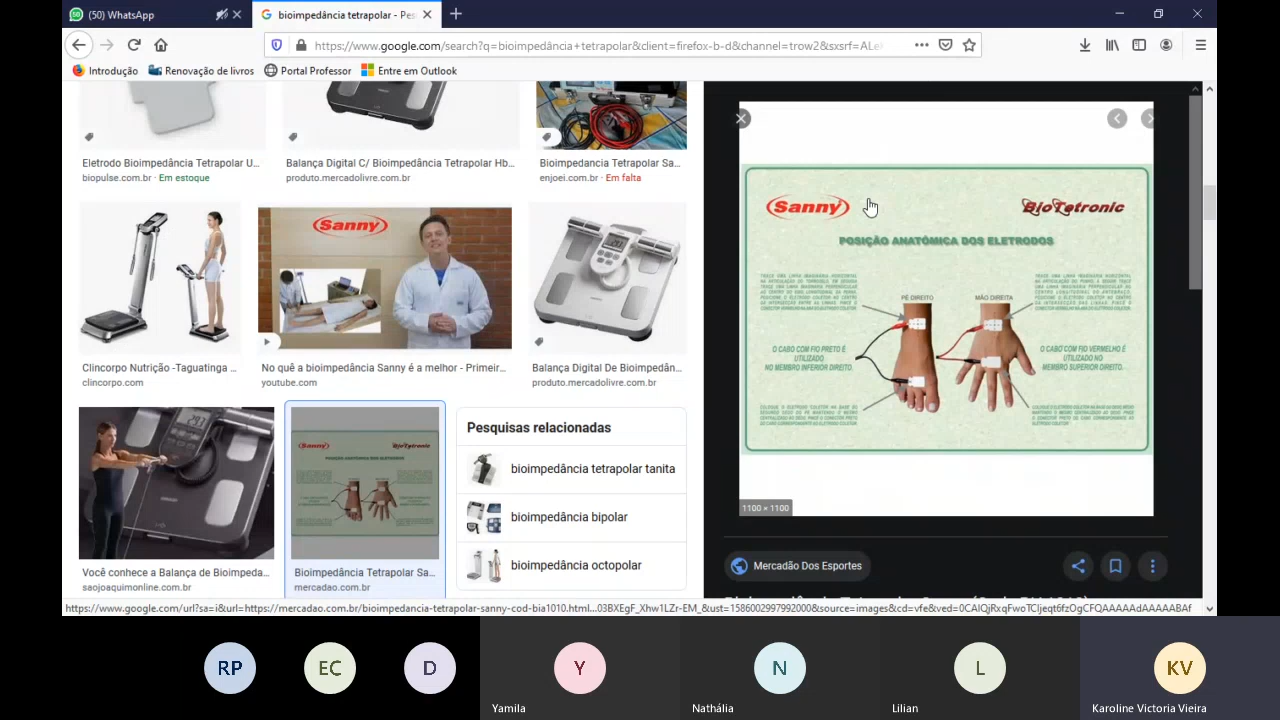 (50) WhatsApp
bioimpedância tetrapolar - Pes
https://www.google.com/search?q=bioimpedância+tetrapolar&client=firefox-b-d&channel=trow2&sxsrf=ALe
Introdução
Renovação de livros
Portal Professor
Entre em Outlook
Eletrodo Bioimpedância Tetrapolar U...
biopulse.com.br · Em estoque
Balança Digital C/ Bioimpedância Tetrapolar Hb...
produto.mercadolivre.com.br
Bioimpedancia Tetrapolar Sa...
enjoei.com.br · Em falta
Sanny
Clincorpo Nutrição -Taguatinga ...
clincorpo.com
No quê a bioimpedância Sanny é a melhor - Primeir...
youtube.com
Balança Digital De Bioimpedân...
produto.mercadolivre.com.br
Você conhece a Balança de Bioimpeda...
saojoaquimonline.com.br
Bioimpedância Tetrapolar Sa...
mercadao.com.br
Pesquisas relacionadas
bioimpedância tetrapolar tanita
bioimpedância bipolar
bioimpedância octopolar
Sanny
BioTetronic
POSIÇÃO ANATÔMICA DOS ELETRODOS
PÉ DIREITO
MÃO DIREITA
O CABO COM FIO PRETO É
UTILIZADO
NO MEMBRO INFERIOR DIREITO.
O CABO COM FIO VERMELHO É
UTILIZADO NO
MEMBRO SUPERIOR DIREITO.
1100 × 1100
Mercadão Dos Esportes
RP
EC
D
Y
Yamila
N
Nathália
L
Lilian
KV
Karoline Victoria Vieira